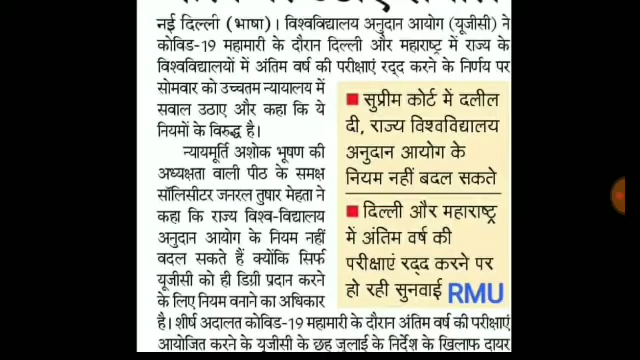 नई दिल्ली (भाषा)। विश्वविद्यालय अनुदान आयोग (यूजीसी) ने
कोविड-19 महामारी के दौरान दिल्ली और महाराष्ट्र में राज्य के
विश्वविद्यालयों में अंतिम वर्ष की परीक्षाएं रद्द करने के निर्णय पर
सोमवार को उच्चतम न्यायालय में
सवाल उठाए और कहा कि ये
नियमों के विरुद्ध है।
न्यायमूर्ति अशोक भूषण की
अध्यक्षता वाली पीठ के समक्ष
सॉलिसीटर जनरल तुषार मेहता ने
कहा कि राज्य विश्व-विद्यालय
अनुदान आयोग के नियम नहीं
बदल सकते हैं क्योंकि सिर्फ
यूजीसी को ही डिग्री प्रदान करने
के लिए नियम बनाने का अधिकार
है। शीर्ष अदालत कोविड-19 महामारी के दौरान अंतिम वर्ष की परीक्षाएं
आयोजित करने के यूजीसी के छह जुलाई के निर्देश के खिलाफ दायर
सुप्रीम कोर्ट में दलील
दी, राज्य विश्वविद्यालय
अनुदान आयोग के
नियम नहीं बदल सकते
दिल्ली और महाराष्ट्र
में अंतिम वर्ष की
परीक्षाएं रद्द करने पर
हो रही सुनवाई RMU